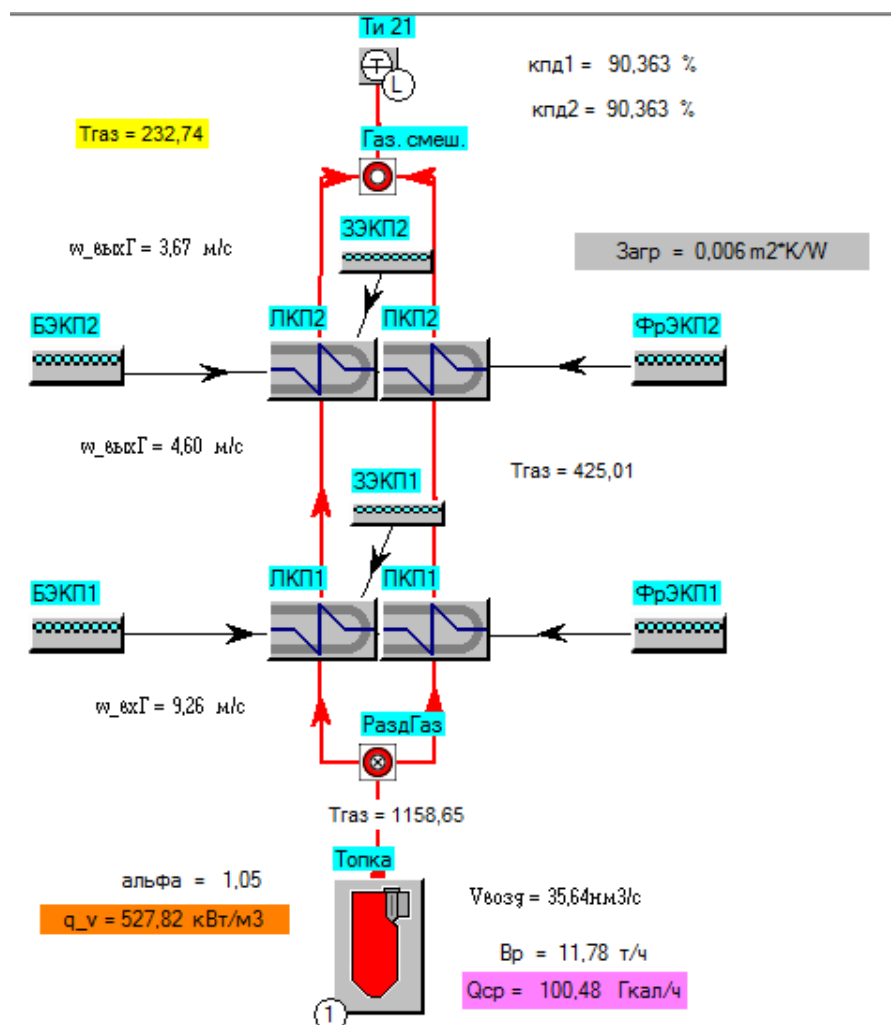 Ти 21
T
L
кпд1 = 90,363 %
кпд2 = 90,363 %
Тгаз = 232,74
Газ. смеш.
w_выхГ = 3,67 м/с
ЗЭКП2
Загр = 0,006 m2*K/W
БЭКП2
ЛКП2
ПКП2
ФрЭКП2
w_выхГ = 4,60 м/с
ЗЭКП1
Тгаз = 425,01
БЭКП1
ЛКП1
ПКП1
ФрЭКП1
w_вхГ = 9,26 м/с
РаздГаз
Тгаз = 1158,65
Топка
альфа = 1,05
q_v = 527,82 кВт/м3
Vвозд = 35,64нм3/с
Вр = 11,78 т/ч
Qср = 100,48 Гкал/ч
1